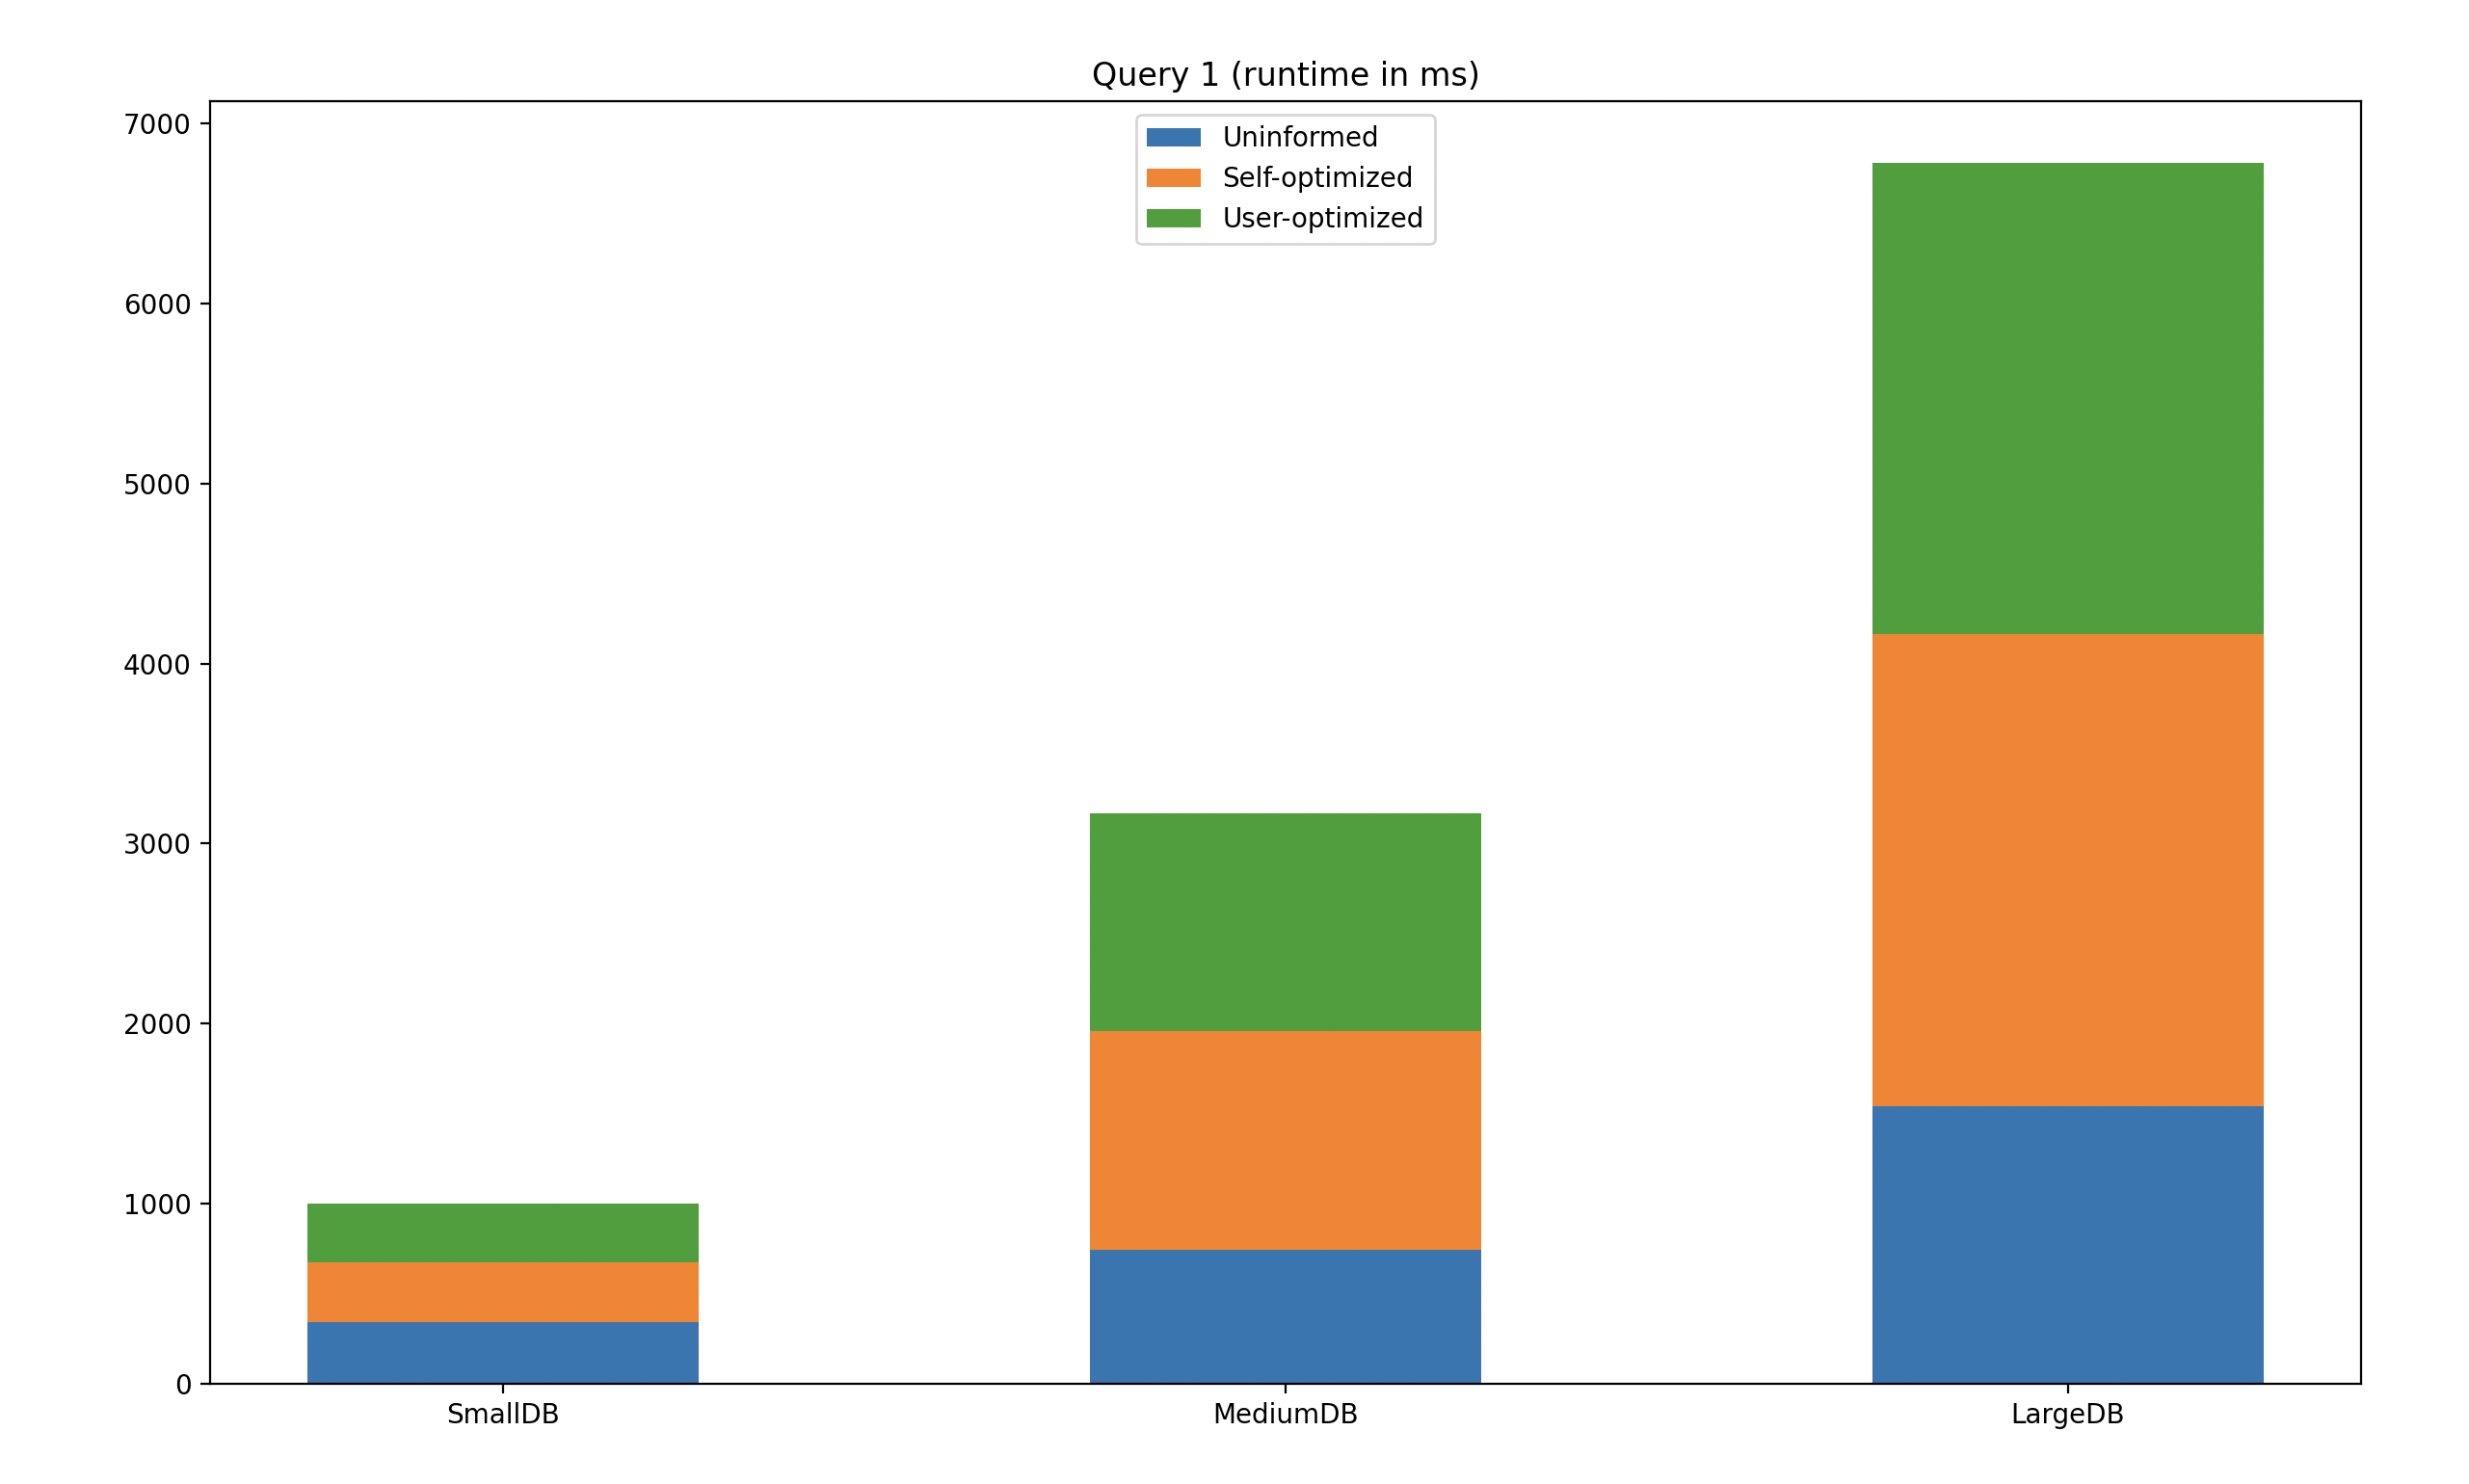 Query 1 (runtime in ms)
Uninformed
Self-optimized
User-optimized
7000
6000
5000
4000
3000
2000
1000
0
SmallDB
MediumDB
LargeDB